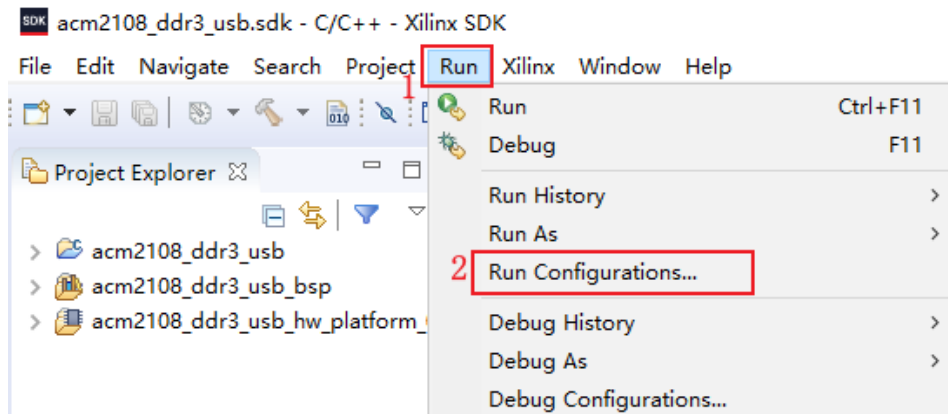 SDK acm2108_ddr3_usb.sdk - C/C++ - Xilinx SDK
File Edit Navigate Search Project Run Xilinx Window Help
1
010
Run Ctrl+F11
Debug F11
Project Explorer
Run History
Run As
acm2108_ddr3_usb
2 Run Configurations...
acm2108_ddr3_usb_bsp
acm2108_ddr3_usb_hw_platform_
Debug History
Debug As
Debug Configurations...